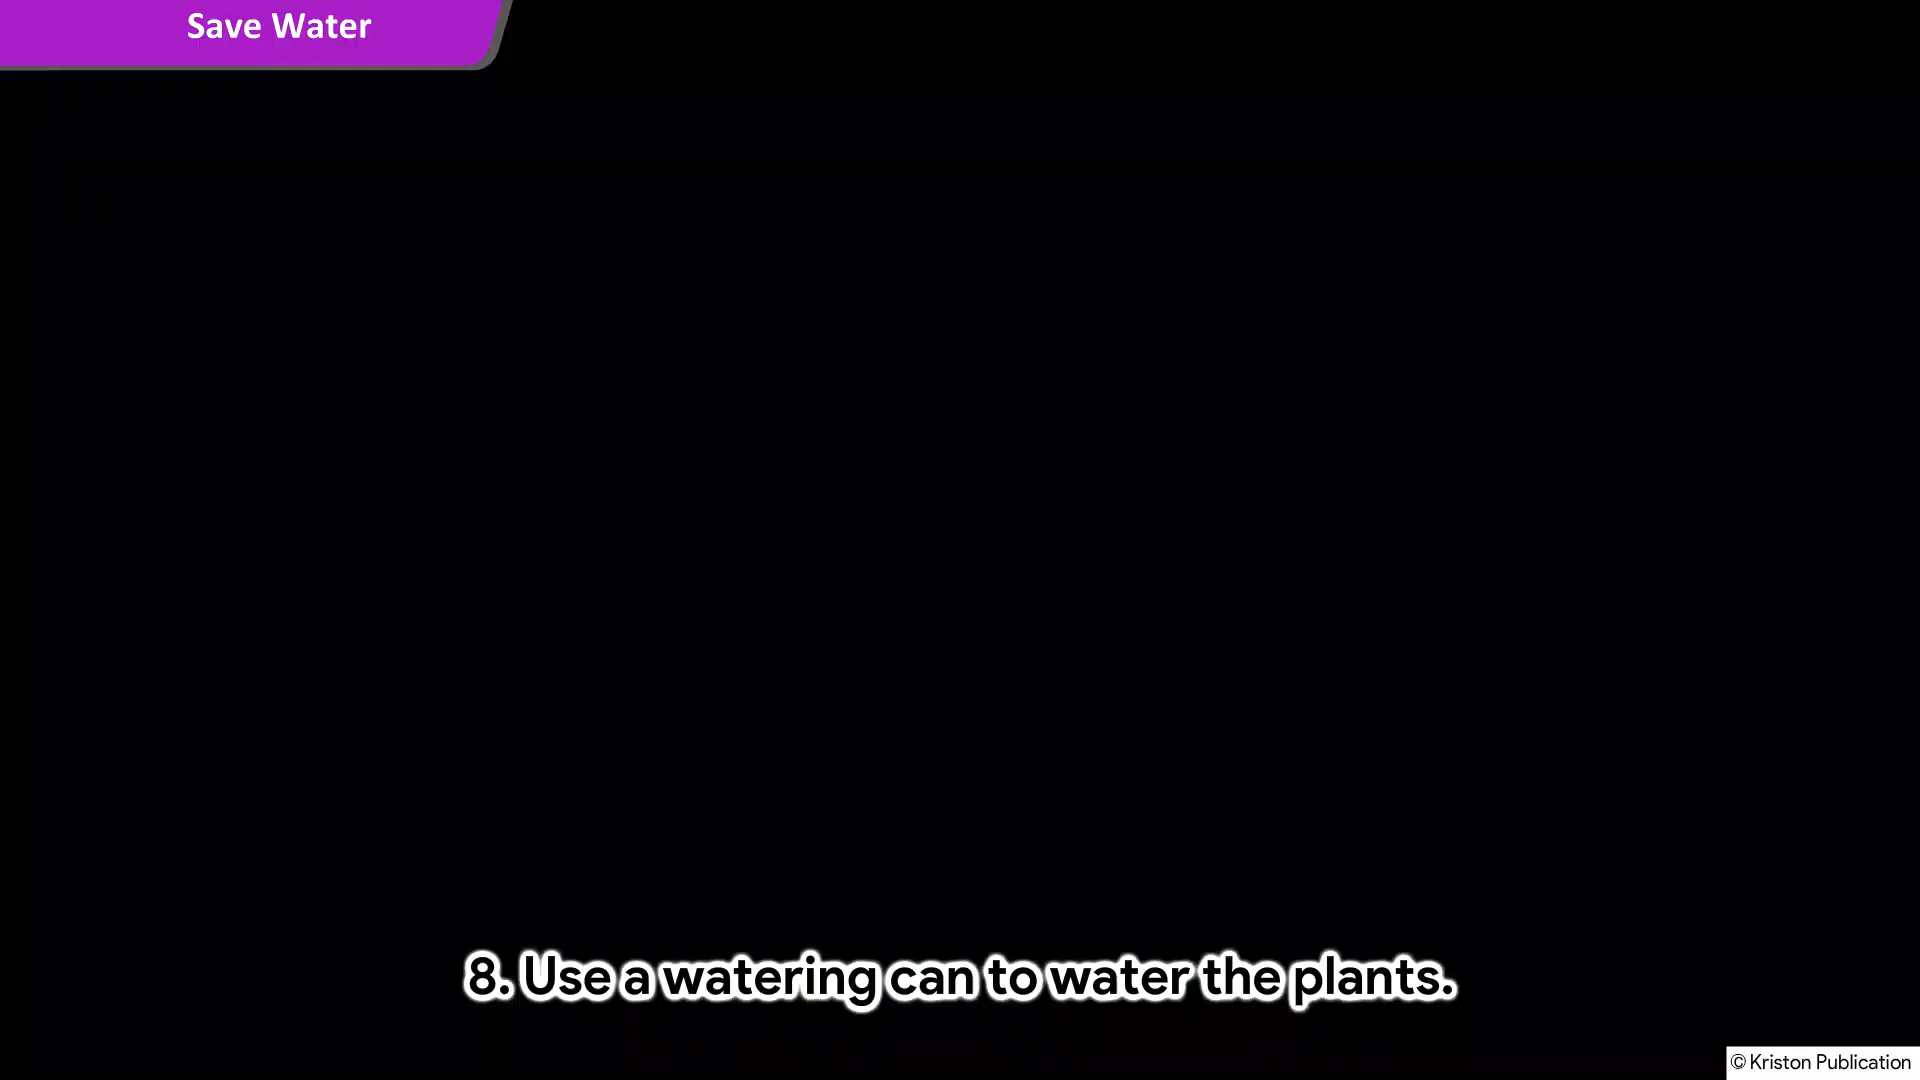 Save Water
8. Use a watering can to water the plants.
© Kriston Publication